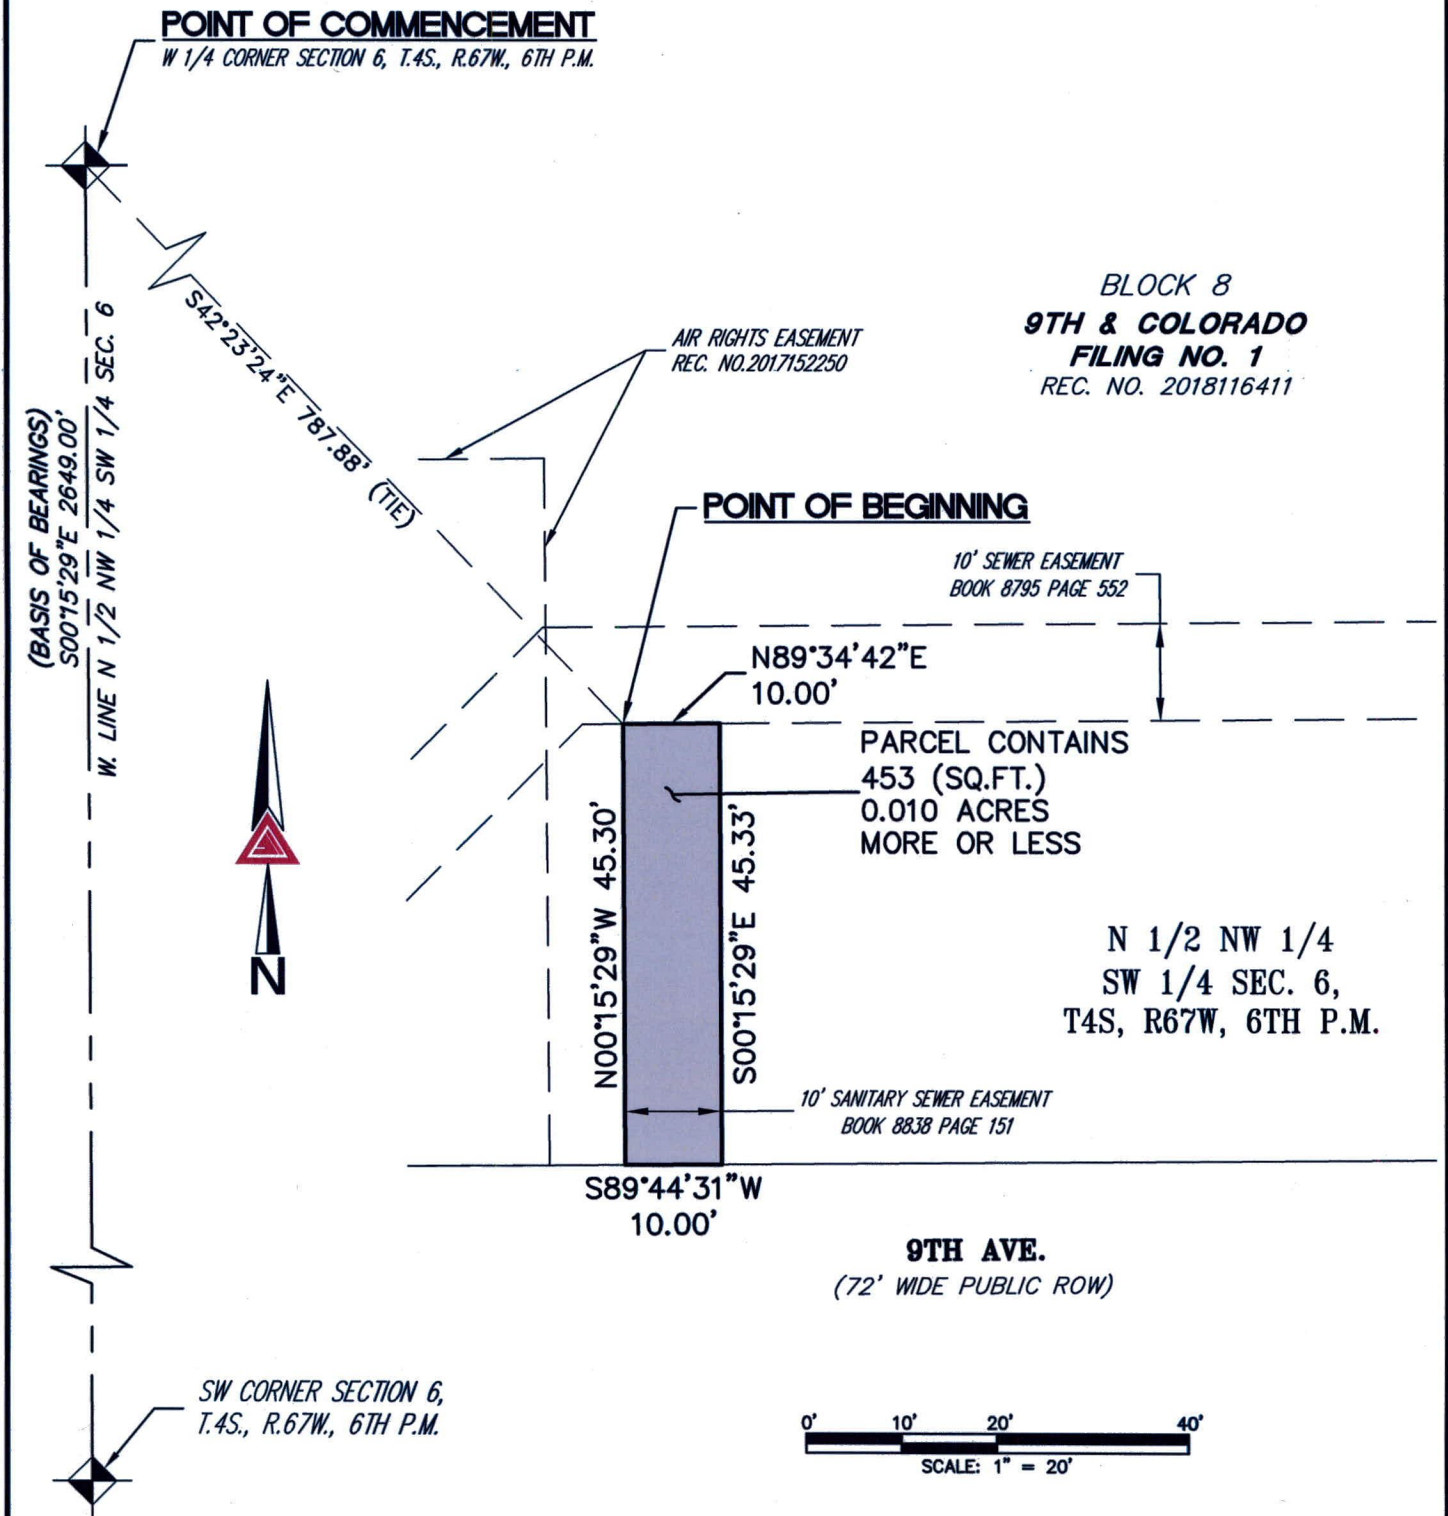 POINT OF COMMENCEMENT
W 1/4 CORNER SECTION 6, T.4S., R.67W., 6TH P.M.
BLOCK 8
9TH & COLORADO
FILING NO. 1
REC. NO. 2018116411
AIR RIGHTS EASEMENT
REC. NO.2017152250
S42°23'24"E 787.88' (TIE)
(BASIS OF BEARINGS)
S00°15'29"E 2649.00'
W. LINE N 1/2 NW 1/4 SW 1/4 SEC. 6
POINT OF BEGINNING
10' SEWER EASEMENT
BOOK 8795 PAGE 552
N89°34'42"E
10.00'
PARCEL CONTAINS
453 (SQ.FT.)
0.010 ACRES
MORE OR LESS
N00°15'29"W 45.30'
S00°15'29"E 45.33'
N
N 1/2 NW 1/4
SW 1/4 SEC. 6,
T4S, R67W, 6TH P.M.
10' SANITARY SEWER EASEMENT
BOOK 8838 PAGE 151
S89°44'31"W
10.00'
9TH AVE.
(72' WIDE PUBLIC ROW)
SW CORNER SECTION 6,
T.4S., R.67W., 6TH P.M.
0' 10' 20' 40'
SCALE: 1" = 20'